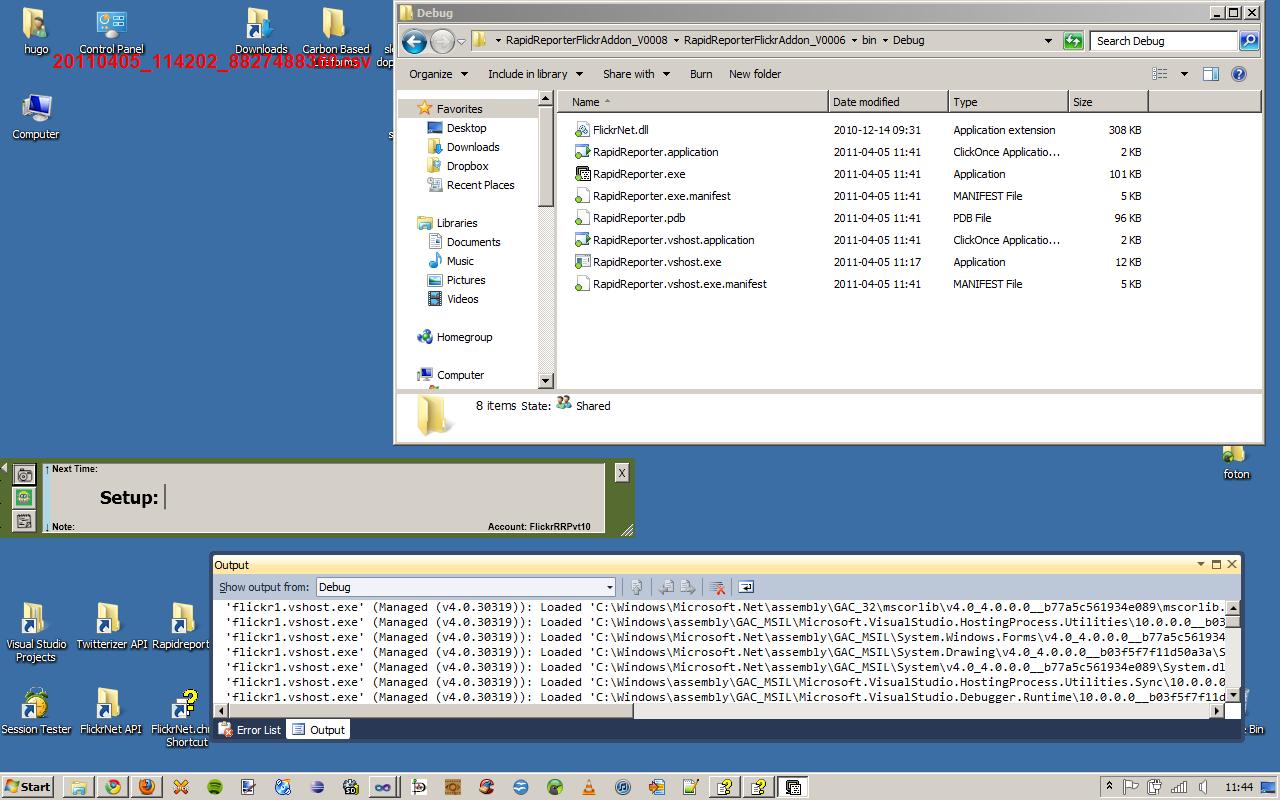 hugo
Control Panel
Downloads
Carbon Based
Computer
Debug
RapidReporterFlickrAddon_V0008 RapidReporterFlickrAddon_V0006 bin Debug
Search Debug
Organize Include in library Share with Burn New folder
Favorites
Desktop
Downloads
Dropbox
Recent Places
Libraries
Documents
Music
Pictures
Videos
Homegroup
Computer
Name Date modified Type Size
FlickrNet.dll 2010-12-14 09:31 Application extension 308 KB
RapidReporter.application 2011-04-05 11:41 ClickOnce Applicatio... 2 KB
RapidReporter.exe 2011-04-05 11:41 Application 101 KB
RapidReporter.exe.manifest 2011-04-05 11:41 MANIFEST File 5 KB
RapidReporter.pdb 2011-04-05 11:41 PDB File 96 KB
RapidReporter.vshost.application 2011-04-05 11:41 ClickOnce Applicatio... 2 KB
RapidReporter.vshost.exe 2011-04-05 11:17 Application 12 KB
RapidReporter.vshost.exe.manifest 2011-04-05 11:41 MANIFEST File 5 KB
8 items State: Shared
foton
↑ Next Time:
Setup:
↓ Note:
Account: FlickrRRPvt10
X
Output
Show output from: Debug
'flickr1.vshost.exe' (Managed (v4.0.30319)): Loaded 'C:\Windows\Microsoft.Net\assembly\GAC_32\mscorlib\v4.0_4.0.0.0__b77a5c561934e089\mscorlib.
'flickr1.vshost.exe' (Managed (v4.0.30319)): Loaded 'C:\Windows\assembly\GAC_MSIL\Microsoft.VisualStudio.HostingProcess.Utilities\10.0.0.0__b03
'flickr1.vshost.exe' (Managed (v4.0.30319)): Loaded 'C:\Windows\Microsoft.Net\assembly\GAC_MSIL\System.Windows.Forms\v4.0_4.0.0.0__b77a5c561934
'flickr1.vshost.exe' (Managed (v4.0.30319)): Loaded 'C:\Windows\Microsoft.Net\assembly\GAC_MSIL\System.Drawing\v4.0_4.0.0.0__b03f5f7f11d50a3a\S
'flickr1.vshost.exe' (Managed (v4.0.30319)): Loaded 'C:\Windows\Microsoft.Net\assembly\GAC_MSIL\System\v4.0_4.0.0.0__b77a5c561934e089\System.dl
'flickr1.vshost.exe' (Managed (v4.0.30319)): Loaded 'C:\Windows\assembly\GAC_MSIL\Microsoft.VisualStudio.HostingProcess.Utilities.Sync\10.0.0.0
'flickr1.vshost.exe' (Managed (v4.0.30319)): Loaded 'C:\Windows\assembly\GAC_MSIL\Microsoft.VisualStudio.Debugger.Runtime\10.0.0.0__b03f5f7f11d
Error List Output
Visual Studio
Projects
Twitterizer API
Rapidreport
Session Tester
FlickrNet API
FlickrNet.chm
Shortcut
Bin
Start
11:44